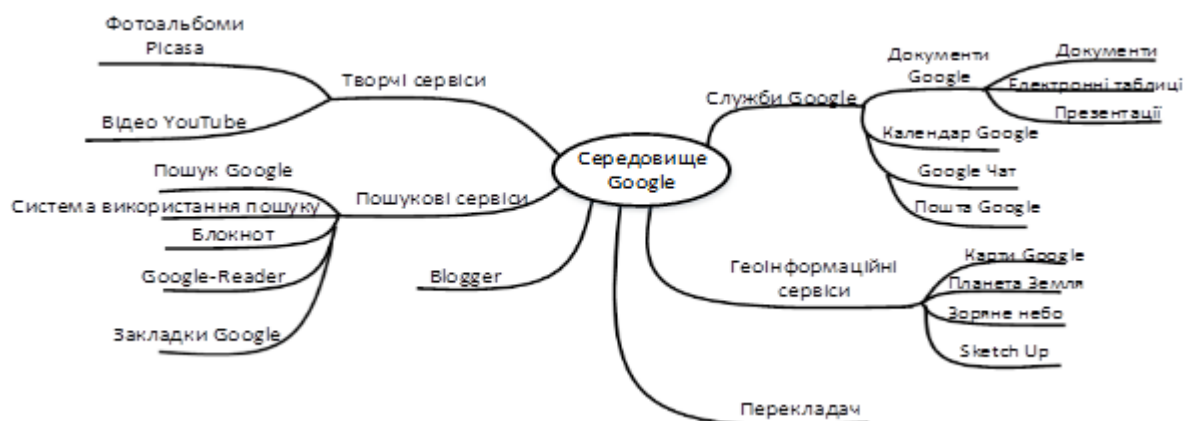 Фотоальбоми
Picasa
Творчі сервіси
Відео YouTube
Пошук Google
Система використання пошуку
Пошукові сервіси
Блокнот
Google-Reader
Закладки Google
Blogger
Середовище
Google
Служби Google
Документи
Google
Документи
Електронні таблиці
Презентації
Календар Google
Google Чат
Пошта Google
Геоінформаційні
сервіси
Карти Google
Планета Земля
Зоряне небо
Sketch Up
Перекладач